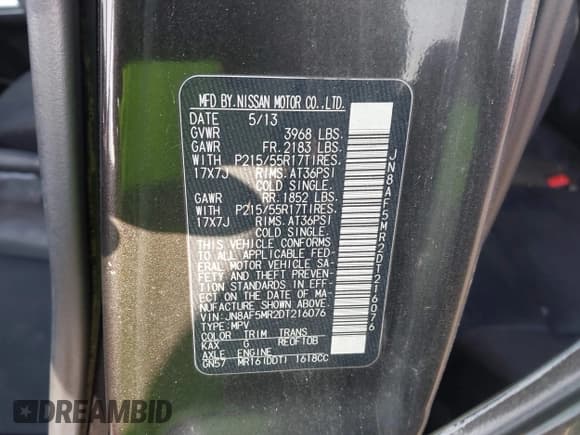 MFD BY.NISSAN MOTOR CO.,LTD.
DATE 5/13
GVWR 3968 LBS.
GAWR FR.2183 LBS.
WITH P215/55R17TIRES.
17X7J RIMS.AT36PSI
COLD SINGLE.
GAWR RR.1852 LBS.
WITH P215/55R17TIRES.
17X7J RIMS.AT36PSI
COLD SINGLE.
THIS VEHICLE CONFORMS
TO ALL APPLICABLE FED-
ERAL MOTOR VEHICLE SA-
FETY AND THEFT PREVEN-
TION STANDARDS IN EF-
FECT ON THE DATE OF MA-
NUFACTURE SHOWN ABOVE.
VIN:JN8AF5MR2DT216076
TYPE:MPV
COLOR TRIM TRANS
KAX G RE0F10B
AXLE ENGINE
GN57 MR16(DDT) 1618CC
JN8AF5MR2DT216076
DREAMBID